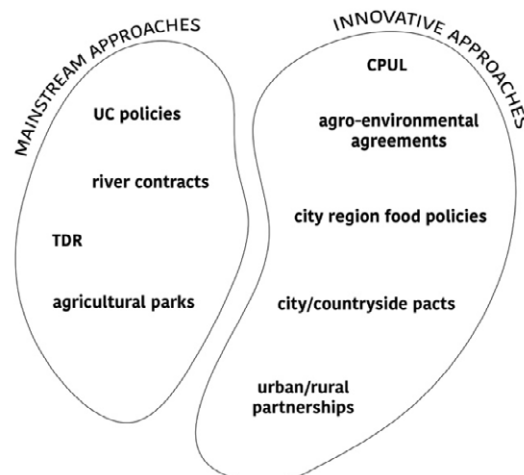 MAINSTREAM APPROACHES
UC policies
river contracts
TDR
agricultural parks
INNOVATIVE APPROACHES
CPUL
agro-environmental
agreements
city region food policies
city/countryside pacts
urban/rural
partnerships